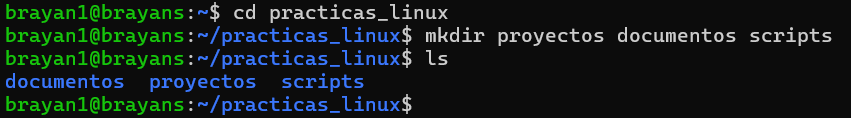 brayan1@brayans:~$ cd practicas_linux
brayan1@brayans:~/practicas_linux$ mkdir proyectos documentos scripts
brayan1@brayans:~/practicas_linux$ ls
documentos  proyectos  scripts
brayan1@brayans:~/practicas_linux$